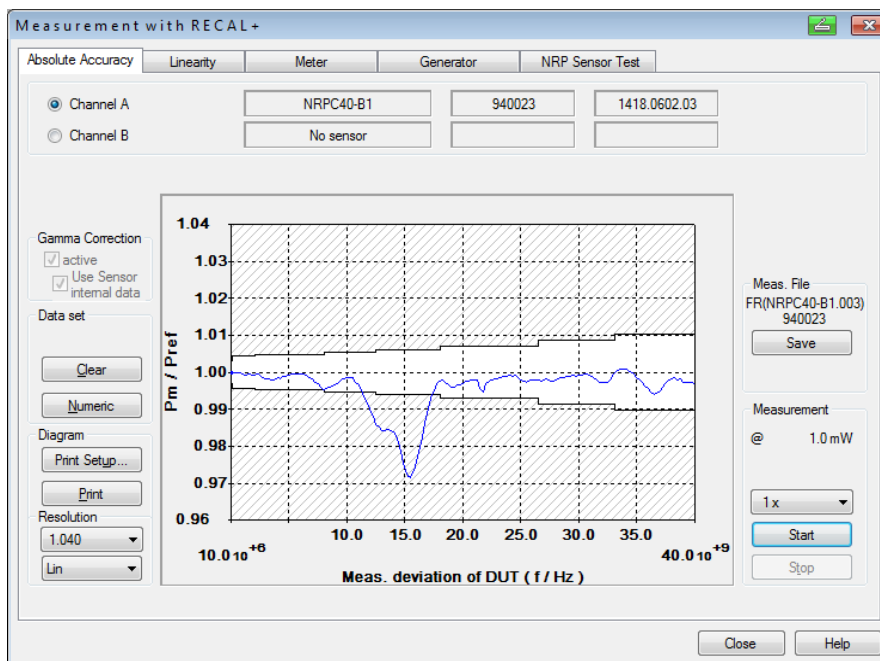 Measurement with RECAL+
Absolute Accuracy Linearity Meter Generator NRP Sensor Test
Channel A NRPC40-B1 940023 1418.0602.03
Channel B No sensor
Gamma Correction
active
Use Sensor
internal data
Data set
Clear
Numeric
Diagram
Print Setup...
Print
Resolution
1.040
Lin
Pm / Pref
1.04
1.03
1.02
1.01
1.00
0.99
0.98
0.97
0.96
10.0 15.0 20.0 25.0 30.0 35.0
10.0 10 +6 40.0 10 +9
Meas. deviation of DUT ( f / Hz )
Meas. File
FR(NRPC40-B1.003)
940023
Save
Measurement
@ 1.0 mW
1 x
Start
Stop
Close Help